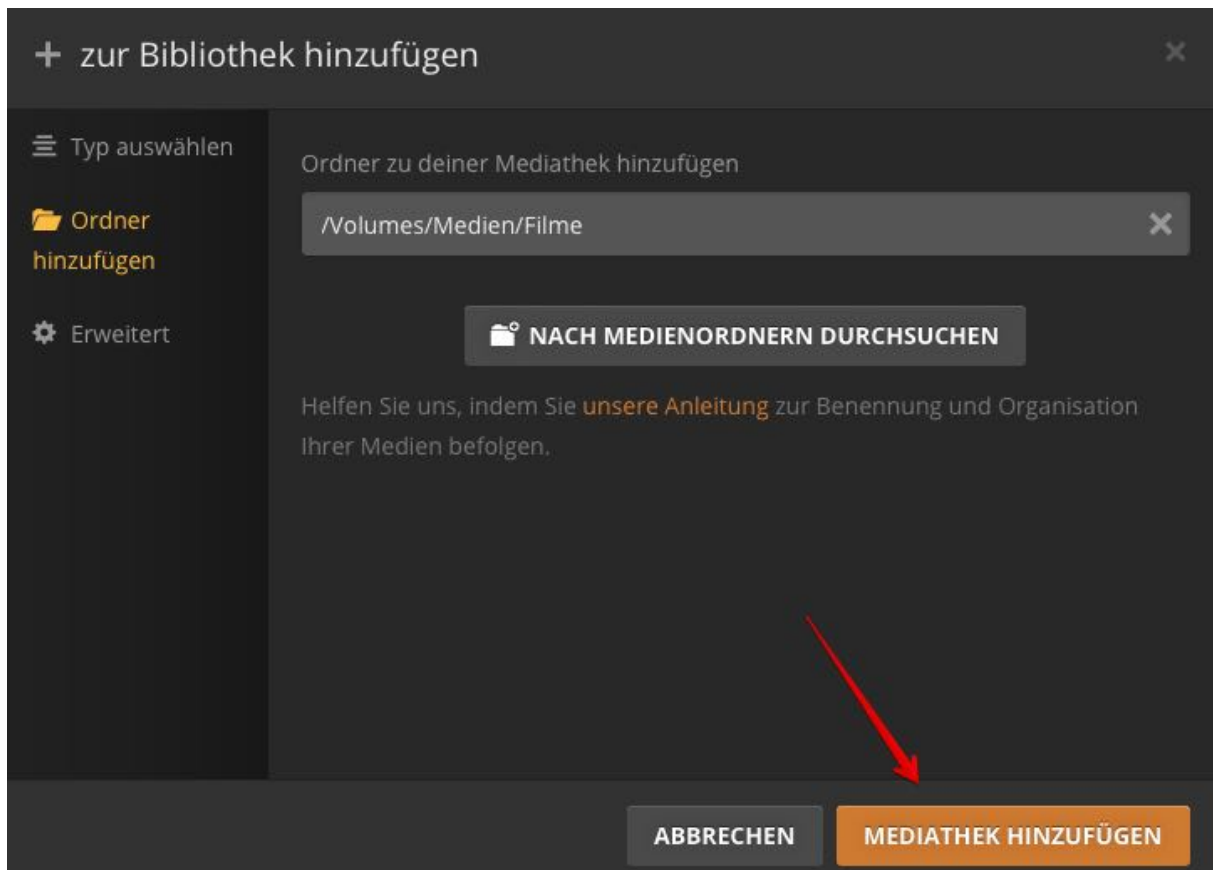 + zur Bibliothek hinzufügen
Typ auswählen
Ordner
hinzufügen
Erweitert
Ordner zu deiner Mediathek hinzufügen
/Volumes/Medien/Filme
NACH MEDIENORDNERN DURCHSUCHEN
Helfen Sie uns, indem Sie unsere Anleitung zur Benennung und Organisation
Ihrer Medien befolgen.
ABBRECHEN
MEDIATHEK HINZUFÜGEN